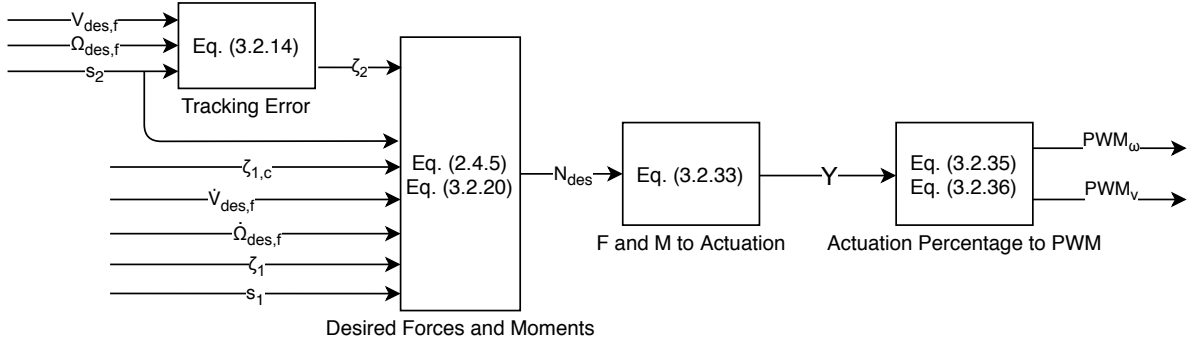 V_des,f
Ω_des,f
s_2
Eq. (3.2.14)
Tracking Error
ζ_2
ζ_1,c
V̇_des,f
Ω̇_des,f
ζ_1
s_1
Eq. (2.4.5)
Eq. (3.2.20)
Desired Forces and Moments
N_des
Eq. (3.2.33)
F and M to Actuation
Y
Eq. (3.2.35)
Eq. (3.2.36)
Actuation Percentage to PWM
PWM_ω
PWM_v